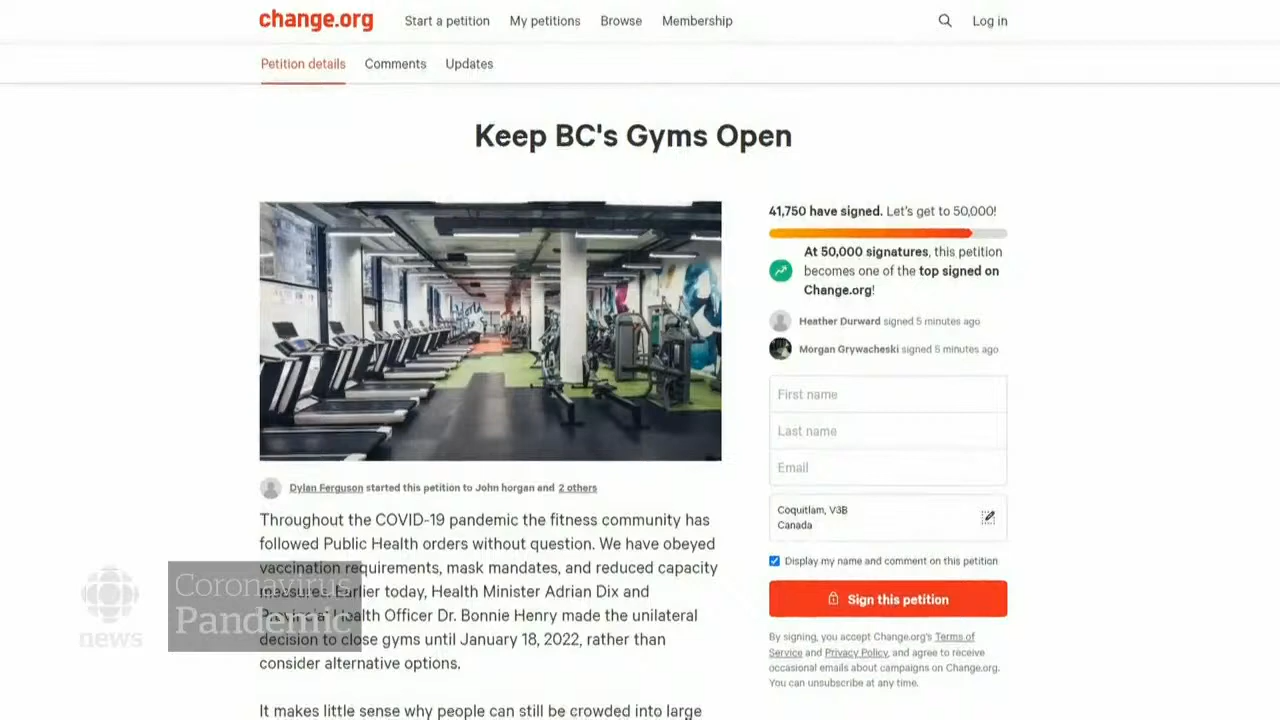 change.org Start a petition My petitions Browse Membership Log in
Petition details Comments Updates
Keep BC's Gyms Open
41,750 have signed. Let's get to 50,000!
At 50,000 signatures, this petition
becomes one of the top signed on
Change.org!
Heather Durward signed 5 minutes ago
Morgan Grywacheski signed 5 minutes ago
First name
Last name
Email
Coquitlam, V3B
Canada
Display my name and comment on this petition
Sign this petition
By signing, you accept Change.org's Terms of
Service and Privacy Policy, and agree to receive
occasional emails about campaigns on Change.org.
You can unsubscribe at any time.
Dylan Ferguson started this petition to John horgan and 2 others
Throughout the COVID-19 pandemic the fitness community has
followed Public Health orders without question. We have obeyed
vaccination requirements, mask mandates, and reduced capacity
measures. Earlier today, Health Minister Adrian Dix and
Provincial Health Officer Dr. Bonnie Henry made the unilateral
decision to close gyms until January 18, 2022, rather than
consider alternative options.
It makes little sense why people can still be crowded into large
news
Coronavirus
Pandemic